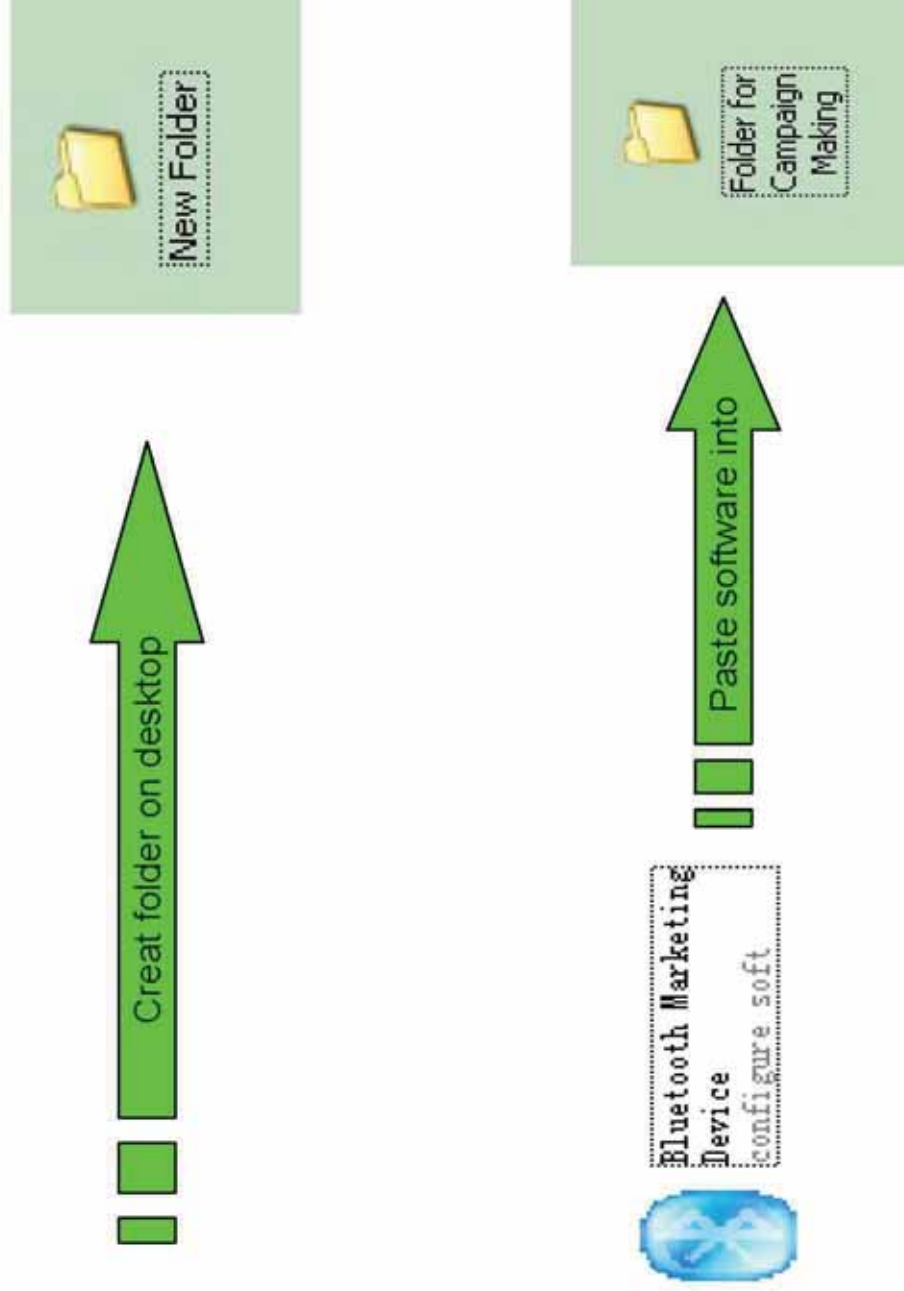 Creat folder on desktop
New Folder
Bluetooth Marketing
Device
configure soft
Paste software into
Folder for
Campaign
Making